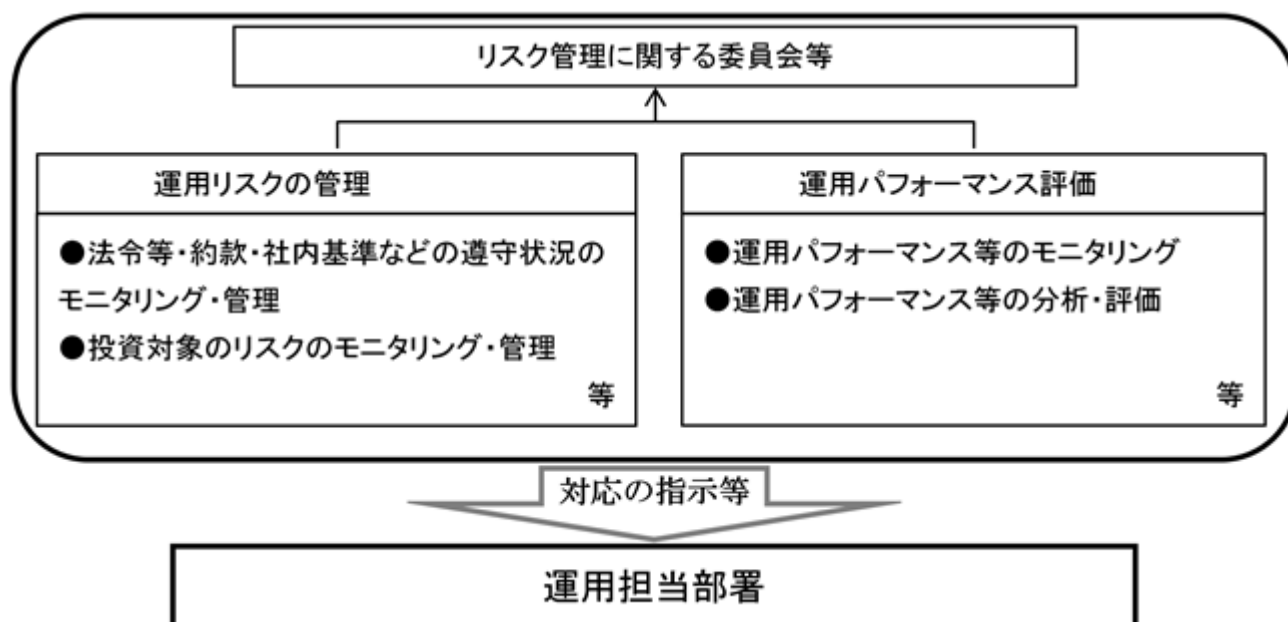 リスク管理に関する委員会等
運用リスクの管理
●法令等・約款・社内基準などの遵守状況の
モニタリング・管理
●投資対象のリスクのモニタリング・管理
等
運用パフォーマンス評価
●運用パフォーマンス等のモニタリング
●運用パフォーマンス等の分析・評価
等
対応の指示等
運用担当部署